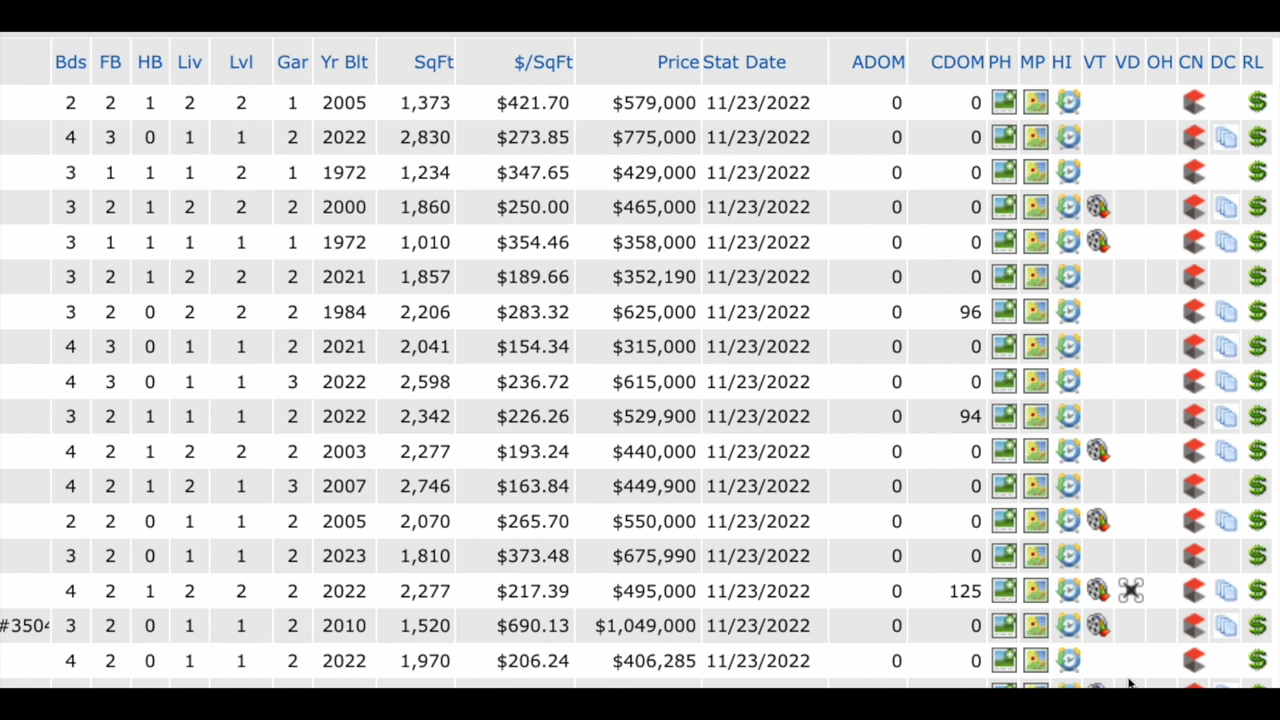 Bds FB HB Liv Lvl Gar Yr Blt SqFt $/SqFt Price Stat Date ADOM CDOM PH MP HI VT VD OH CN DC RL
2 2 1 2 2 1 2005 1,373 $421.70 $579,000 11/23/2022 0 0
4 3 0 1 1 2 2022 2,830 $273.85 $775,000 11/23/2022 0 0
3 1 1 1 2 1 1972 1,234 $347.65 $429,000 11/23/2022 0 0
3 2 1 2 2 2 2000 1,860 $250.00 $465,000 11/23/2022 0 0
3 1 1 1 1 1 1972 1,010 $354.46 $358,000 11/23/2022 0 0
3 2 1 2 2 2 2021 1,857 $189.66 $352,190 11/23/2022 0 0
3 2 0 2 2 2 1984 2,206 $283.32 $625,000 11/23/2022 0 96
4 3 0 1 1 2 2021 2,041 $154.34 $315,000 11/23/2022 0 0
4 3 0 1 1 3 2022 2,598 $236.72 $615,000 11/23/2022 0 0
3 2 1 1 1 2 2022 2,342 $226.26 $529,900 11/23/2022 0 94
4 2 1 2 2 2 2003 2,277 $193.24 $440,000 11/23/2022 0 0
4 2 1 2 1 3 2007 2,746 $163.84 $449,900 11/23/2022 0 0
2 2 0 1 1 2 2005 2,070 $265.70 $550,000 11/23/2022 0 0
3 2 0 1 1 2 2023 1,810 $373.48 $675,990 11/23/2022 0 0
4 2 1 2 2 2 2022 2,277 $217.39 $495,000 11/23/2022 0 125
#3504 3 2 0 1 1 2 2010 1,520 $690.13 $1,049,000 11/23/2022 0 0
4 2 0 1 1 2 2022 1,970 $206.24 $406,285 11/23/2022 0 0